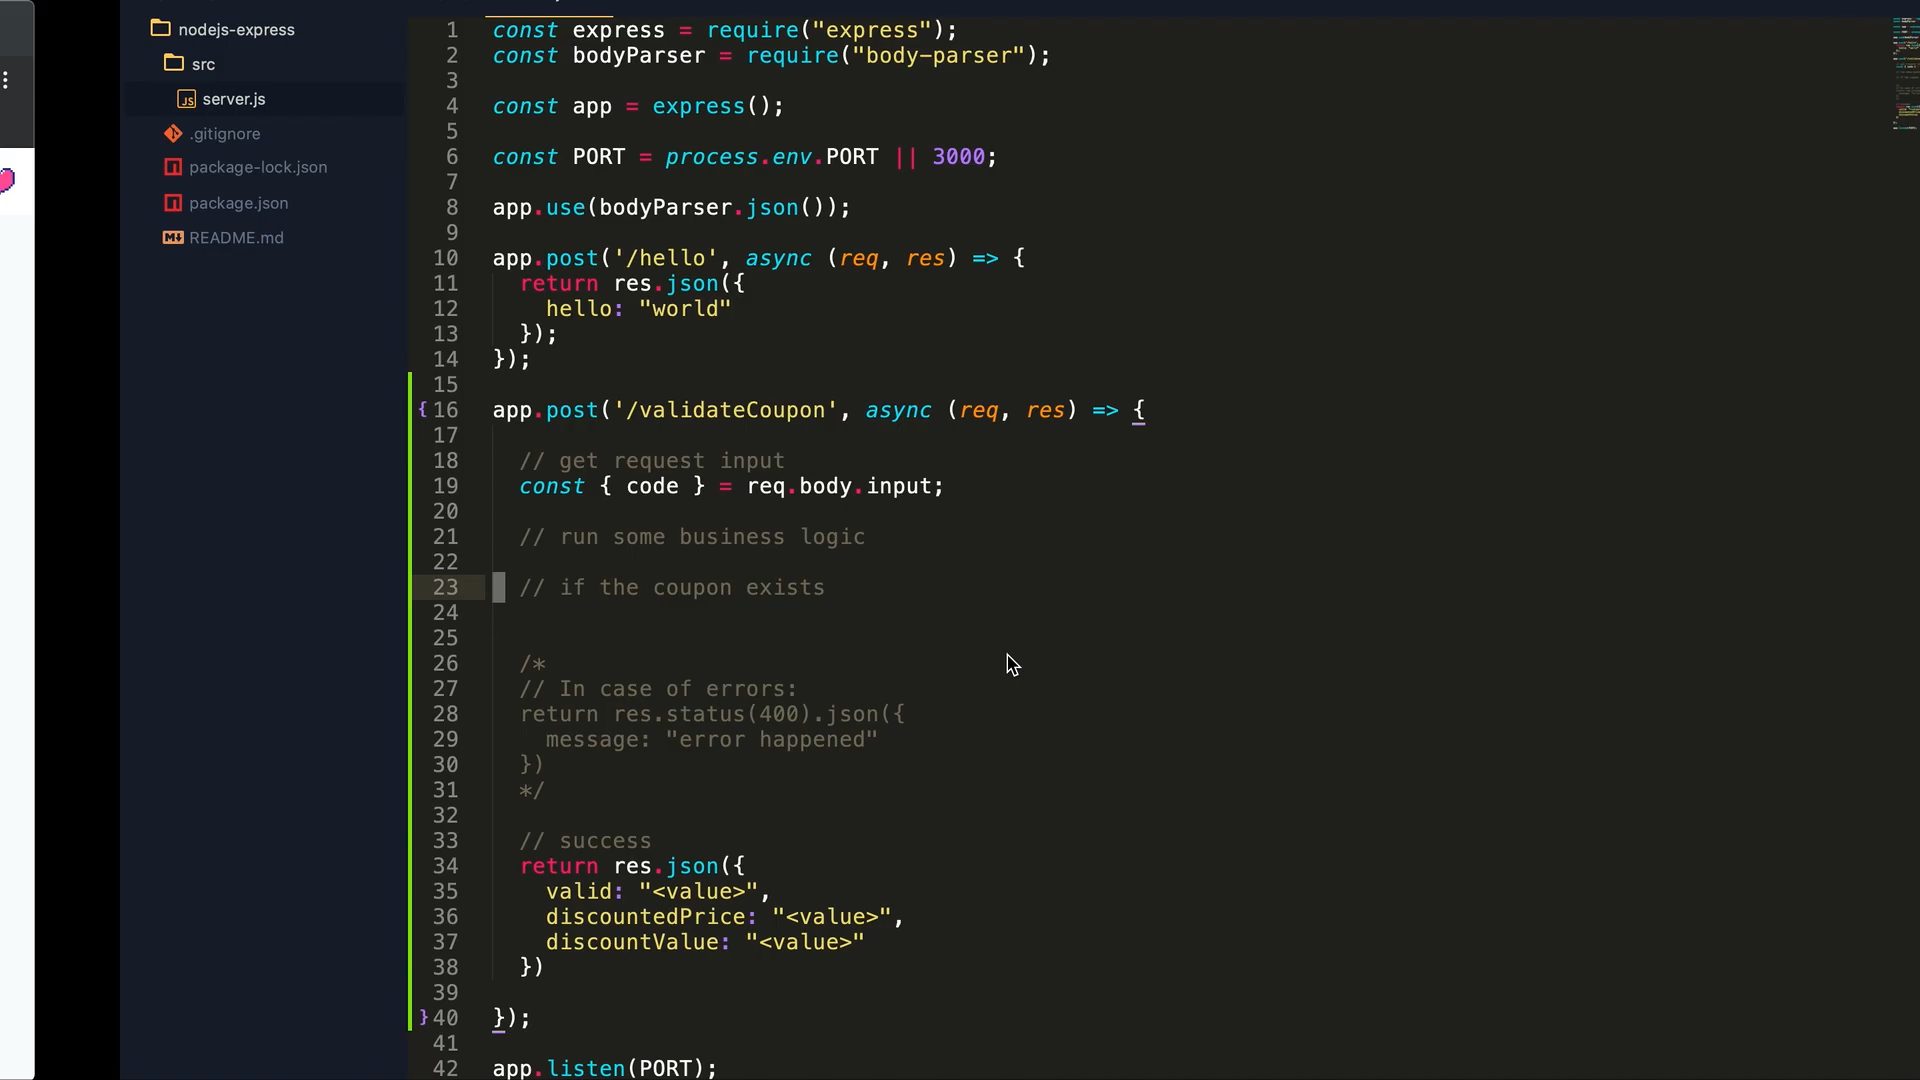 nodejs-express
src
server.js
.gitignore
package-lock.json
package.json
README.md
1 const express = require("express");
2 const bodyParser = require("body-parser");
3
4 const app = express();
5
6 const PORT = process.env.PORT || 3000;
7
8 app.use(bodyParser.json());
9
10 app.post('/hello', async (req, res) => {
11   return res.json({
12     hello: "world"
13   });
14 });
15
16 app.post('/validateCoupon', async (req, res) => {
17
18   // get request input
19   const { code } = req.body.input;
20
21   // run some business logic
22
23   // if the coupon exists
24
25
26   /*
27   // In case of errors:
28   return res.status(400).json({
29     message: "error happened"
30   })
31   */
32
33   // success
34   return res.json({
35     valid: "<value>",
36     discountedPrice: "<value>",
37     discountValue: "<value>"
38   })
39
40 });
41
42 app.listen(PORT);